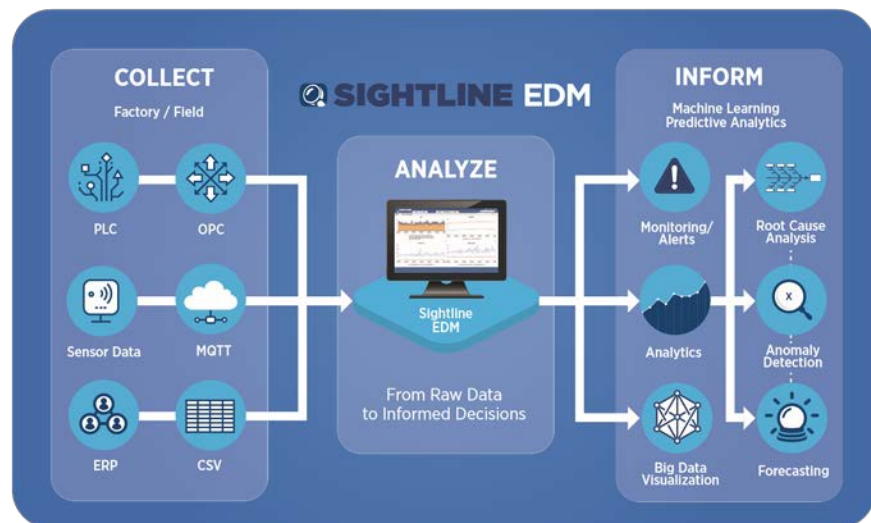 COLLECT
Factory / Field
PLC
OPC
Sensor Data
MQTT
ERP
CSV
SIGHTLINE EDM
ANALYZE
Sightline
EDM
From Raw Data
to Informed Decisions
INFORM
Machine Learning
Predictive Analytics
Monitoring/
Alerts
Root Cause
Analysis
Analytics
X
Anomaly
Detection
Big Data
Visualization
Forecasting